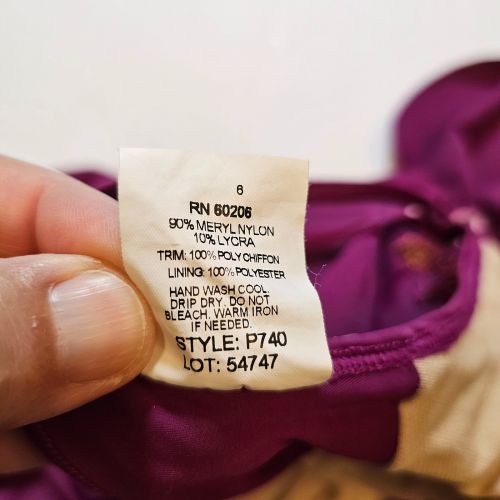 6
RN 60206
90% MERYL NYLON
10% LYCRA
TRIM: 100% POLY CHIFFON
LINING: 100% POLYESTER
HAND WASH COOL.
DRIP DRY. DO NOT
BLEACH. WARM IRON
IF NEEDED.
STYLE: P740
LOT: 54747